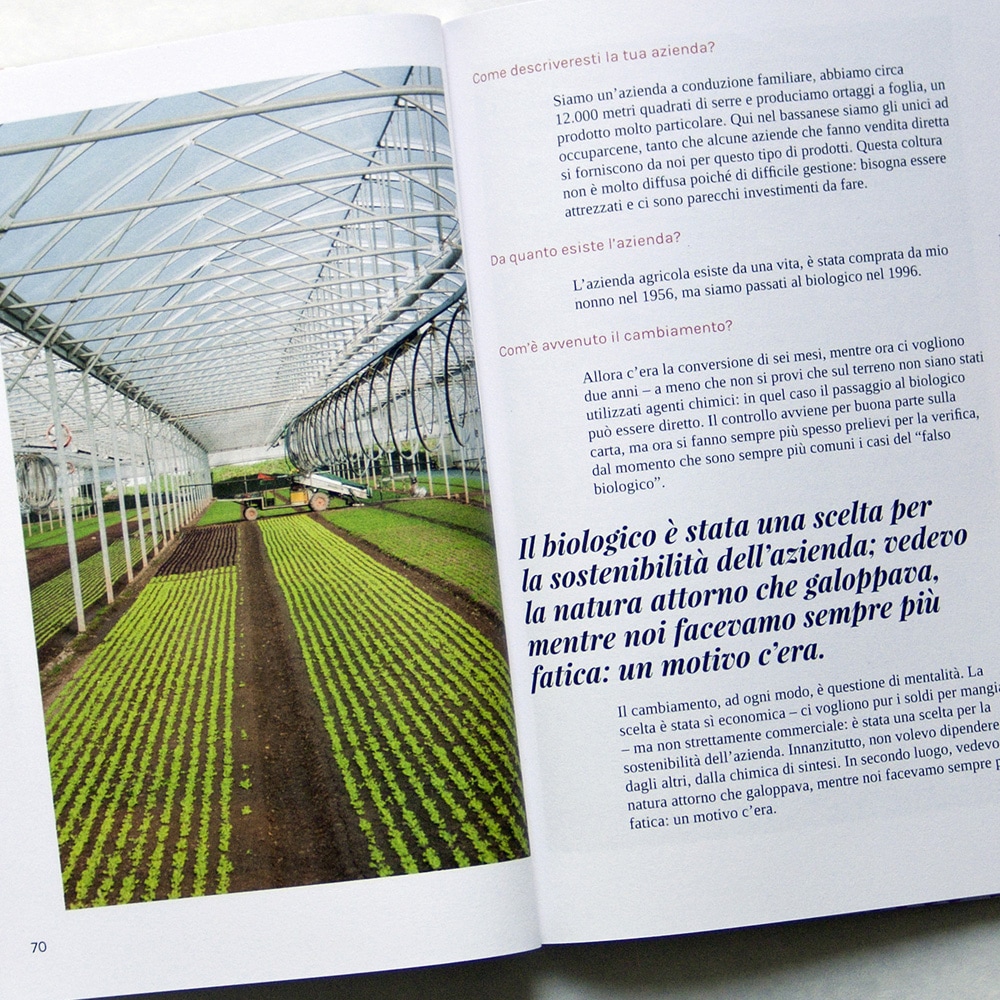 70
Come descriveresti la tua azienda?
Siamo un'azienda a conduzione familiare, abbiamo circa
12.000 metri quadrati di serre e produciamo ortaggi a foglia, un
prodotto molto particolare. Qui nel bassanese siamo gli unici ad
occuparcene, tanto che alcune aziende che fanno vendita diretta
si forniscono da noi per questo tipo di prodotti. Questa coltura
non è molto diffusa poiché di difficile gestione: bisogna essere
attrezzati e ci sono parecchi investimenti da fare.
Da quanto esiste l'azienda?
L'azienda agricola esiste da una vita, è stata comprata da mio
nonno nel 1956, ma siamo passati al biologico nel 1996.
Com'è avvenuto il cambiamento?
Allora c'era la conversione di sei mesi, mentre ora ci vogliono
due anni – a meno che non si provi che sul terreno non siano stati
utilizzati agenti chimici: in quel caso il passaggio al biologico
può essere diretto. Il controllo avviene per buona parte sulla
carta, ma ora si fanno sempre più spesso prelievi per la verifica,
dal momento che sono sempre più comuni i casi del “falso
biologico”.
Il biologico è stata una scelta per
la sostenibilità dell'azienda; vedevo
la natura attorno che galoppava,
mentre noi facevamo sempre più
fatica: un motivo c'era.
Il cambiamento, ad ogni modo, è questione di mentalità. La
scelta è stata sì economica – ci vogliono pur i soldi per mangia
– ma non strettamente commerciale: è stata una scelta per la
sostenibilità dell'azienda. Innanzitutto, non volevo dipendere
dagli altri, dalla chimica di sintesi. In secondo luogo, vedevo
natura attorno che galoppava, mentre noi facevamo sempre p
fatica: un motivo c'era.